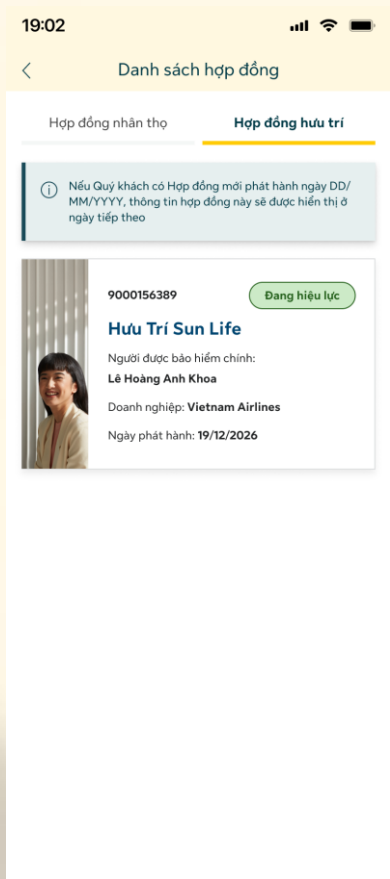 19:02
Danh sách hợp đồng
Hợp đồng nhân thọ
Hợp đồng hưu trí
Nếu Quý khách có Hợp đồng mới phát hành ngày DD/
MM/YYYY, thông tin hợp đồng này sẽ được hiển thị ở
ngày tiếp theo
9000156389
Đang hiệu lực
Hưu Trí Sun Life
Người được bảo hiểm chính:
Lê Hoàng Anh Khoa
Doanh nghiệp: Vietnam Airlines
Ngày phát hành: 19/12/2026